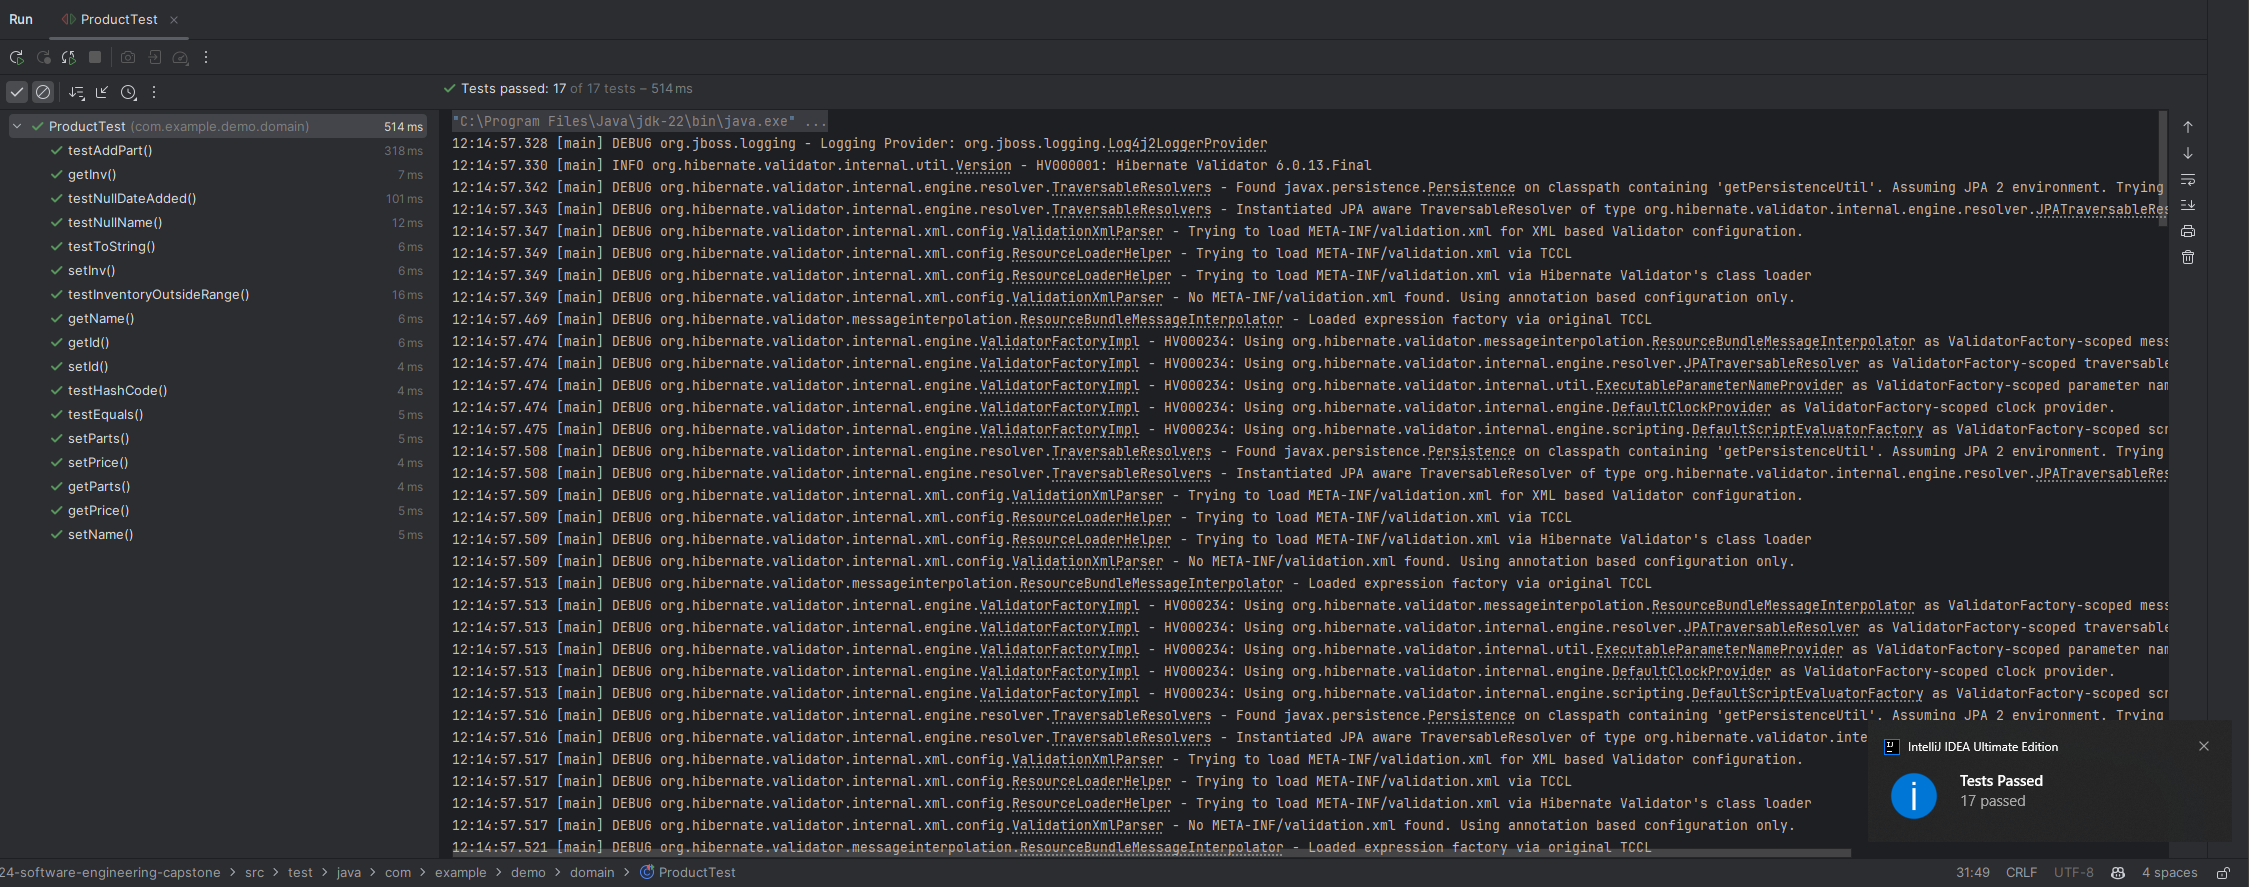 Run ProductTest
Tests passed: 17 of 17 tests – 514 ms
ProductTest (com.example.demo.domain) 514 ms
testAddPart() 318 ms
getInv() 7 ms
testNullDateAdded() 101 ms
testNullName() 12 ms
testToString() 6 ms
setInv() 6 ms
testInventoryOutsideRange() 16 ms
getName() 6 ms
getId() 6 ms
setId() 4 ms
testHashCode() 4 ms
testEquals() 5 ms
setParts() 5 ms
setPrice() 4 ms
getParts() 4 ms
getPrice() 5 ms
setName() 5 ms
"C:\Program Files\Java\jdk-22\bin\java.exe" ...
12:14:57.328 [main] DEBUG org.jboss.logging - Logging Provider: org.jboss.logging.Log4j2LoggerProvider
12:14:57.330 [main] INFO org.hibernate.validator.internal.util.Version - HV000001: Hibernate Validator 6.0.13.Final
12:14:57.342 [main] DEBUG org.hibernate.validator.internal.engine.resolver.TraversableResolvers - Found javax.persistence.Persistence on classpath containing 'getPersistenceUtil'. Assuming JPA 2 environment. Trying
12:14:57.343 [main] DEBUG org.hibernate.validator.internal.engine.resolver.TraversableResolvers - Instantiated JPA aware TraversableResolver of type org.hibernate.validator.internal.engine.resolver.JPATraversableRes
12:14:57.347 [main] DEBUG org.hibernate.validator.internal.xml.config.ValidationXmlParser - Trying to load META-INF/validation.xml for XML based Validator configuration.
12:14:57.349 [main] DEBUG org.hibernate.validator.internal.xml.config.ResourceLoaderHelper - Trying to load META-INF/validation.xml via TCCL
12:14:57.349 [main] DEBUG org.hibernate.validator.internal.xml.config.ResourceLoaderHelper - Trying to load META-INF/validation.xml via Hibernate Validator's class loader
12:14:57.349 [main] DEBUG org.hibernate.validator.internal.xml.config.ValidationXmlParser - No META-INF/validation.xml found. Using annotation based configuration only.
12:14:57.469 [main] DEBUG org.hibernate.validator.messageinterpolation.ResourceBundleMessageInterpolator - Loaded expression factory via original TCCL
12:14:57.474 [main] DEBUG org.hibernate.validator.internal.engine.ValidatorFactoryImpl - HV000234: Using org.hibernate.validator.messageinterpolation.ResourceBundleMessageInterpolator as ValidatorFactory-scoped mess
12:14:57.474 [main] DEBUG org.hibernate.validator.internal.engine.ValidatorFactoryImpl - HV000234: Using org.hibernate.validator.internal.engine.resolver.JPATraversableResolver as ValidatorFactory-scoped traversable
12:14:57.474 [main] DEBUG org.hibernate.validator.internal.engine.ValidatorFactoryImpl - HV000234: Using org.hibernate.validator.internal.util.ExecutableParameterNameProvider as ValidatorFactory-scoped parameter nam
12:14:57.474 [main] DEBUG org.hibernate.validator.internal.engine.ValidatorFactoryImpl - HV000234: Using org.hibernate.validator.internal.engine.DefaultClockProvider as ValidatorFactory-scoped clock provider.
12:14:57.475 [main] DEBUG org.hibernate.validator.internal.engine.ValidatorFactoryImpl - HV000234: Using org.hibernate.validator.internal.engine.scripting.DefaultScriptEvaluatorFactory as ValidatorFactory-scoped scr
12:14:57.508 [main] DEBUG org.hibernate.validator.internal.engine.resolver.TraversableResolvers - Found javax.persistence.Persistence on classpath containing 'getPersistenceUtil'. Assuming JPA 2 environment. Trying
12:14:57.508 [main] DEBUG org.hibernate.validator.internal.engine.resolver.TraversableResolvers - Instantiated JPA aware TraversableResolver of type org.hibernate.validator.internal.engine.resolver.JPATraversableRes
12:14:57.509 [main] DEBUG org.hibernate.validator.internal.xml.config.ValidationXmlParser - Trying to load META-INF/validation.xml for XML based Validator configuration.
12:14:57.509 [main] DEBUG org.hibernate.validator.internal.xml.config.ResourceLoaderHelper - Trying to load META-INF/validation.xml via TCCL
12:14:57.509 [main] DEBUG org.hibernate.validator.internal.xml.config.ResourceLoaderHelper - Trying to load META-INF/validation.xml via Hibernate Validator's class loader
12:14:57.509 [main] DEBUG org.hibernate.validator.internal.xml.config.ValidationXmlParser - No META-INF/validation.xml found. Using annotation based configuration only.
12:14:57.513 [main] DEBUG org.hibernate.validator.messageinterpolation.ResourceBundleMessageInterpolator - Loaded expression factory via original TCCL
12:14:57.513 [main] DEBUG org.hibernate.validator.internal.engine.ValidatorFactoryImpl - HV000234: Using org.hibernate.validator.messageinterpolation.ResourceBundleMessageInterpolator as ValidatorFactory-scoped mess
12:14:57.513 [main] DEBUG org.hibernate.validator.internal.engine.ValidatorFactoryImpl - HV000234: Using org.hibernate.validator.internal.engine.resolver.JPATraversableResolver as ValidatorFactory-scoped traversable
12:14:57.513 [main] DEBUG org.hibernate.validator.internal.engine.ValidatorFactoryImpl - HV000234: Using org.hibernate.validator.internal.util.ExecutableParameterNameProvider as ValidatorFactory-scoped parameter nam
12:14:57.513 [main] DEBUG org.hibernate.validator.internal.engine.ValidatorFactoryImpl - HV000234: Using org.hibernate.validator.internal.engine.DefaultClockProvider as ValidatorFactory-scoped clock provider.
12:14:57.513 [main] DEBUG org.hibernate.validator.internal.engine.ValidatorFactoryImpl - HV000234: Using org.hibernate.validator.internal.engine.scripting.DefaultScriptEvaluatorFactory as ValidatorFactory-scoped scr
12:14:57.516 [main] DEBUG org.hibernate.validator.internal.engine.resolver.TraversableResolvers - Found javax.persistence.Persistence on classpath containing 'getPersistenceUtil'. Assuming JPA 2 environment. Trying
12:14:57.516 [main] DEBUG org.hibernate.validator.internal.engine.resolver.TraversableResolvers - Instantiated JPA aware TraversableResolver of type org.hibernate.validator.inte
12:14:57.517 [main] DEBUG org.hibernate.validator.internal.xml.config.ValidationXmlParser - Trying to load META-INF/validation.xml for XML based Validator configuration.
12:14:57.517 [main] DEBUG org.hibernate.validator.internal.xml.config.ResourceLoaderHelper - Trying to load META-INF/validation.xml via TCCL
12:14:57.517 [main] DEBUG org.hibernate.validator.internal.xml.config.ResourceLoaderHelper - Trying to load META-INF/validation.xml via Hibernate Validator's class loader
12:14:57.517 [main] DEBUG org.hibernate.validator.internal.xml.config.ValidationXmlParser - No META-INF/validation.xml found. Using annotation based configuration only.
12:14:57.521 [main] DEBUG org.hibernate.validator.messageinterpolation.ResourceBundleMessageInterpolator - Loaded expression factory via original TCCL
IntelliJ IDEA Ultimate Edition
Tests Passed
17 passed
24-software-engineering-capstone > src > test > java > com > example > demo > domain > ProductTest 31:49 CRLF UTF-8 4 spaces